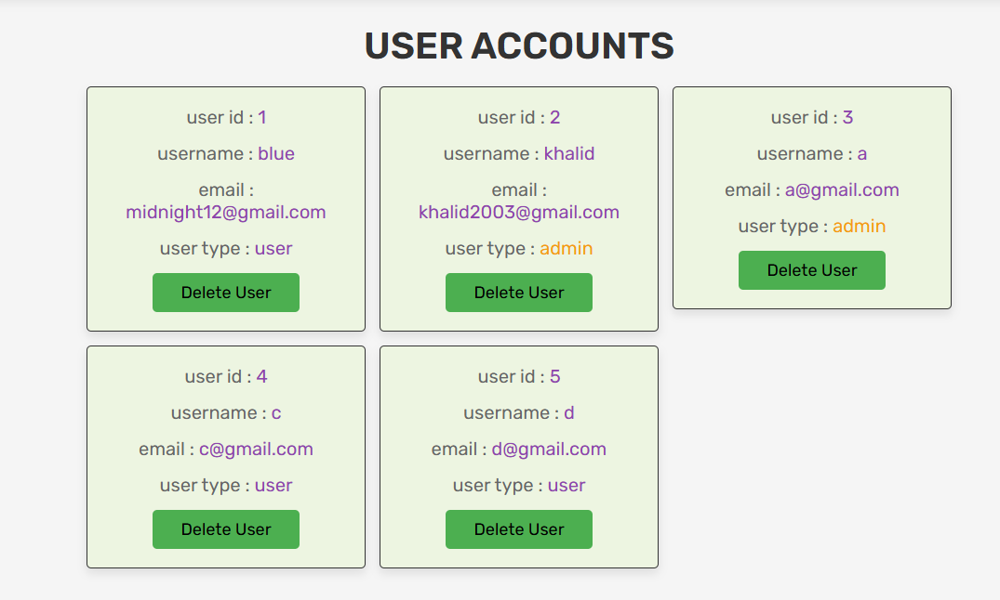 USER ACCOUNTS
user id : 1
username : blue
email :
midnight12@gmail.com
user type : user
Delete User
user id : 2
username : khalid
email :
khalid2003@gmail.com
user type : admin
Delete User
user id : 3
username : a
email : a@gmail.com
user type : admin
Delete User
user id : 4
username : c
email : c@gmail.com
user type : user
Delete User
user id : 5
username : d
email : d@gmail.com
user type : user
Delete User